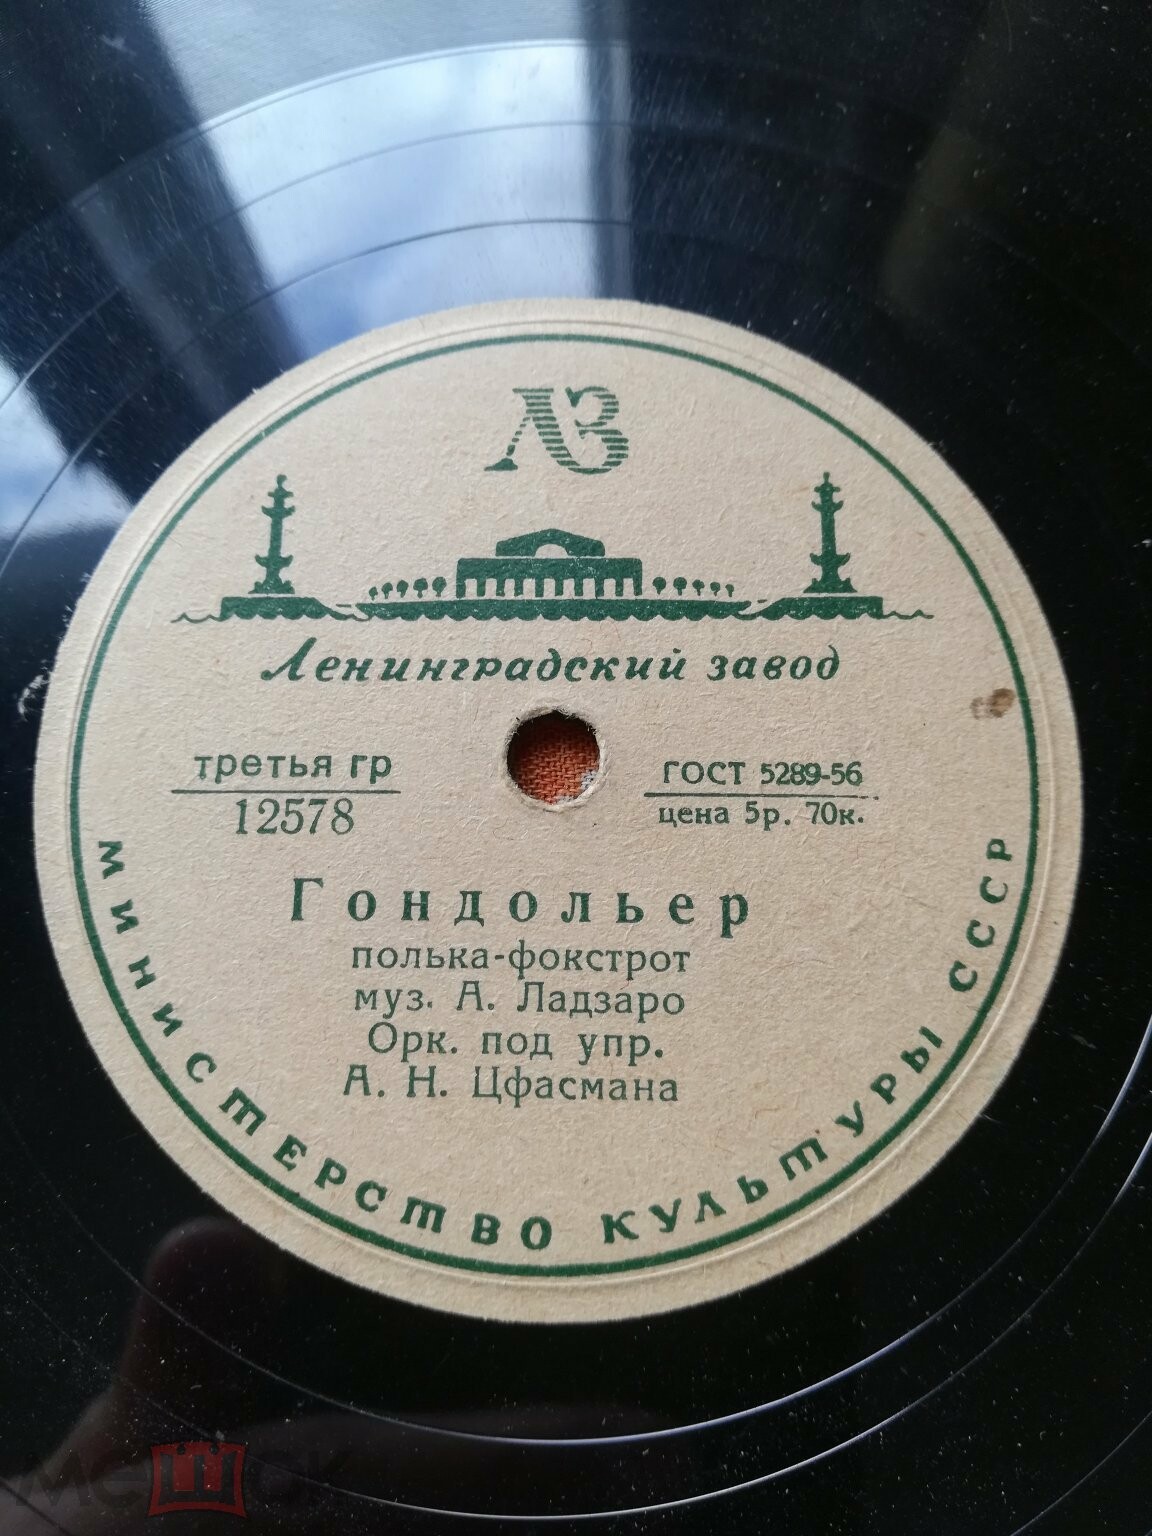 ЛЗ
Ленинградский завод
третья гр
12578
ГОСТ 5289-56
цена 5р. 70к.
Гондольер
полька-фокстрот
муз. А. Ладзаро
Орк. под упр.
А. Н. Цфасмана
МИНИСТЕРСТВО КУЛЬТУРЫ СССР
мешок